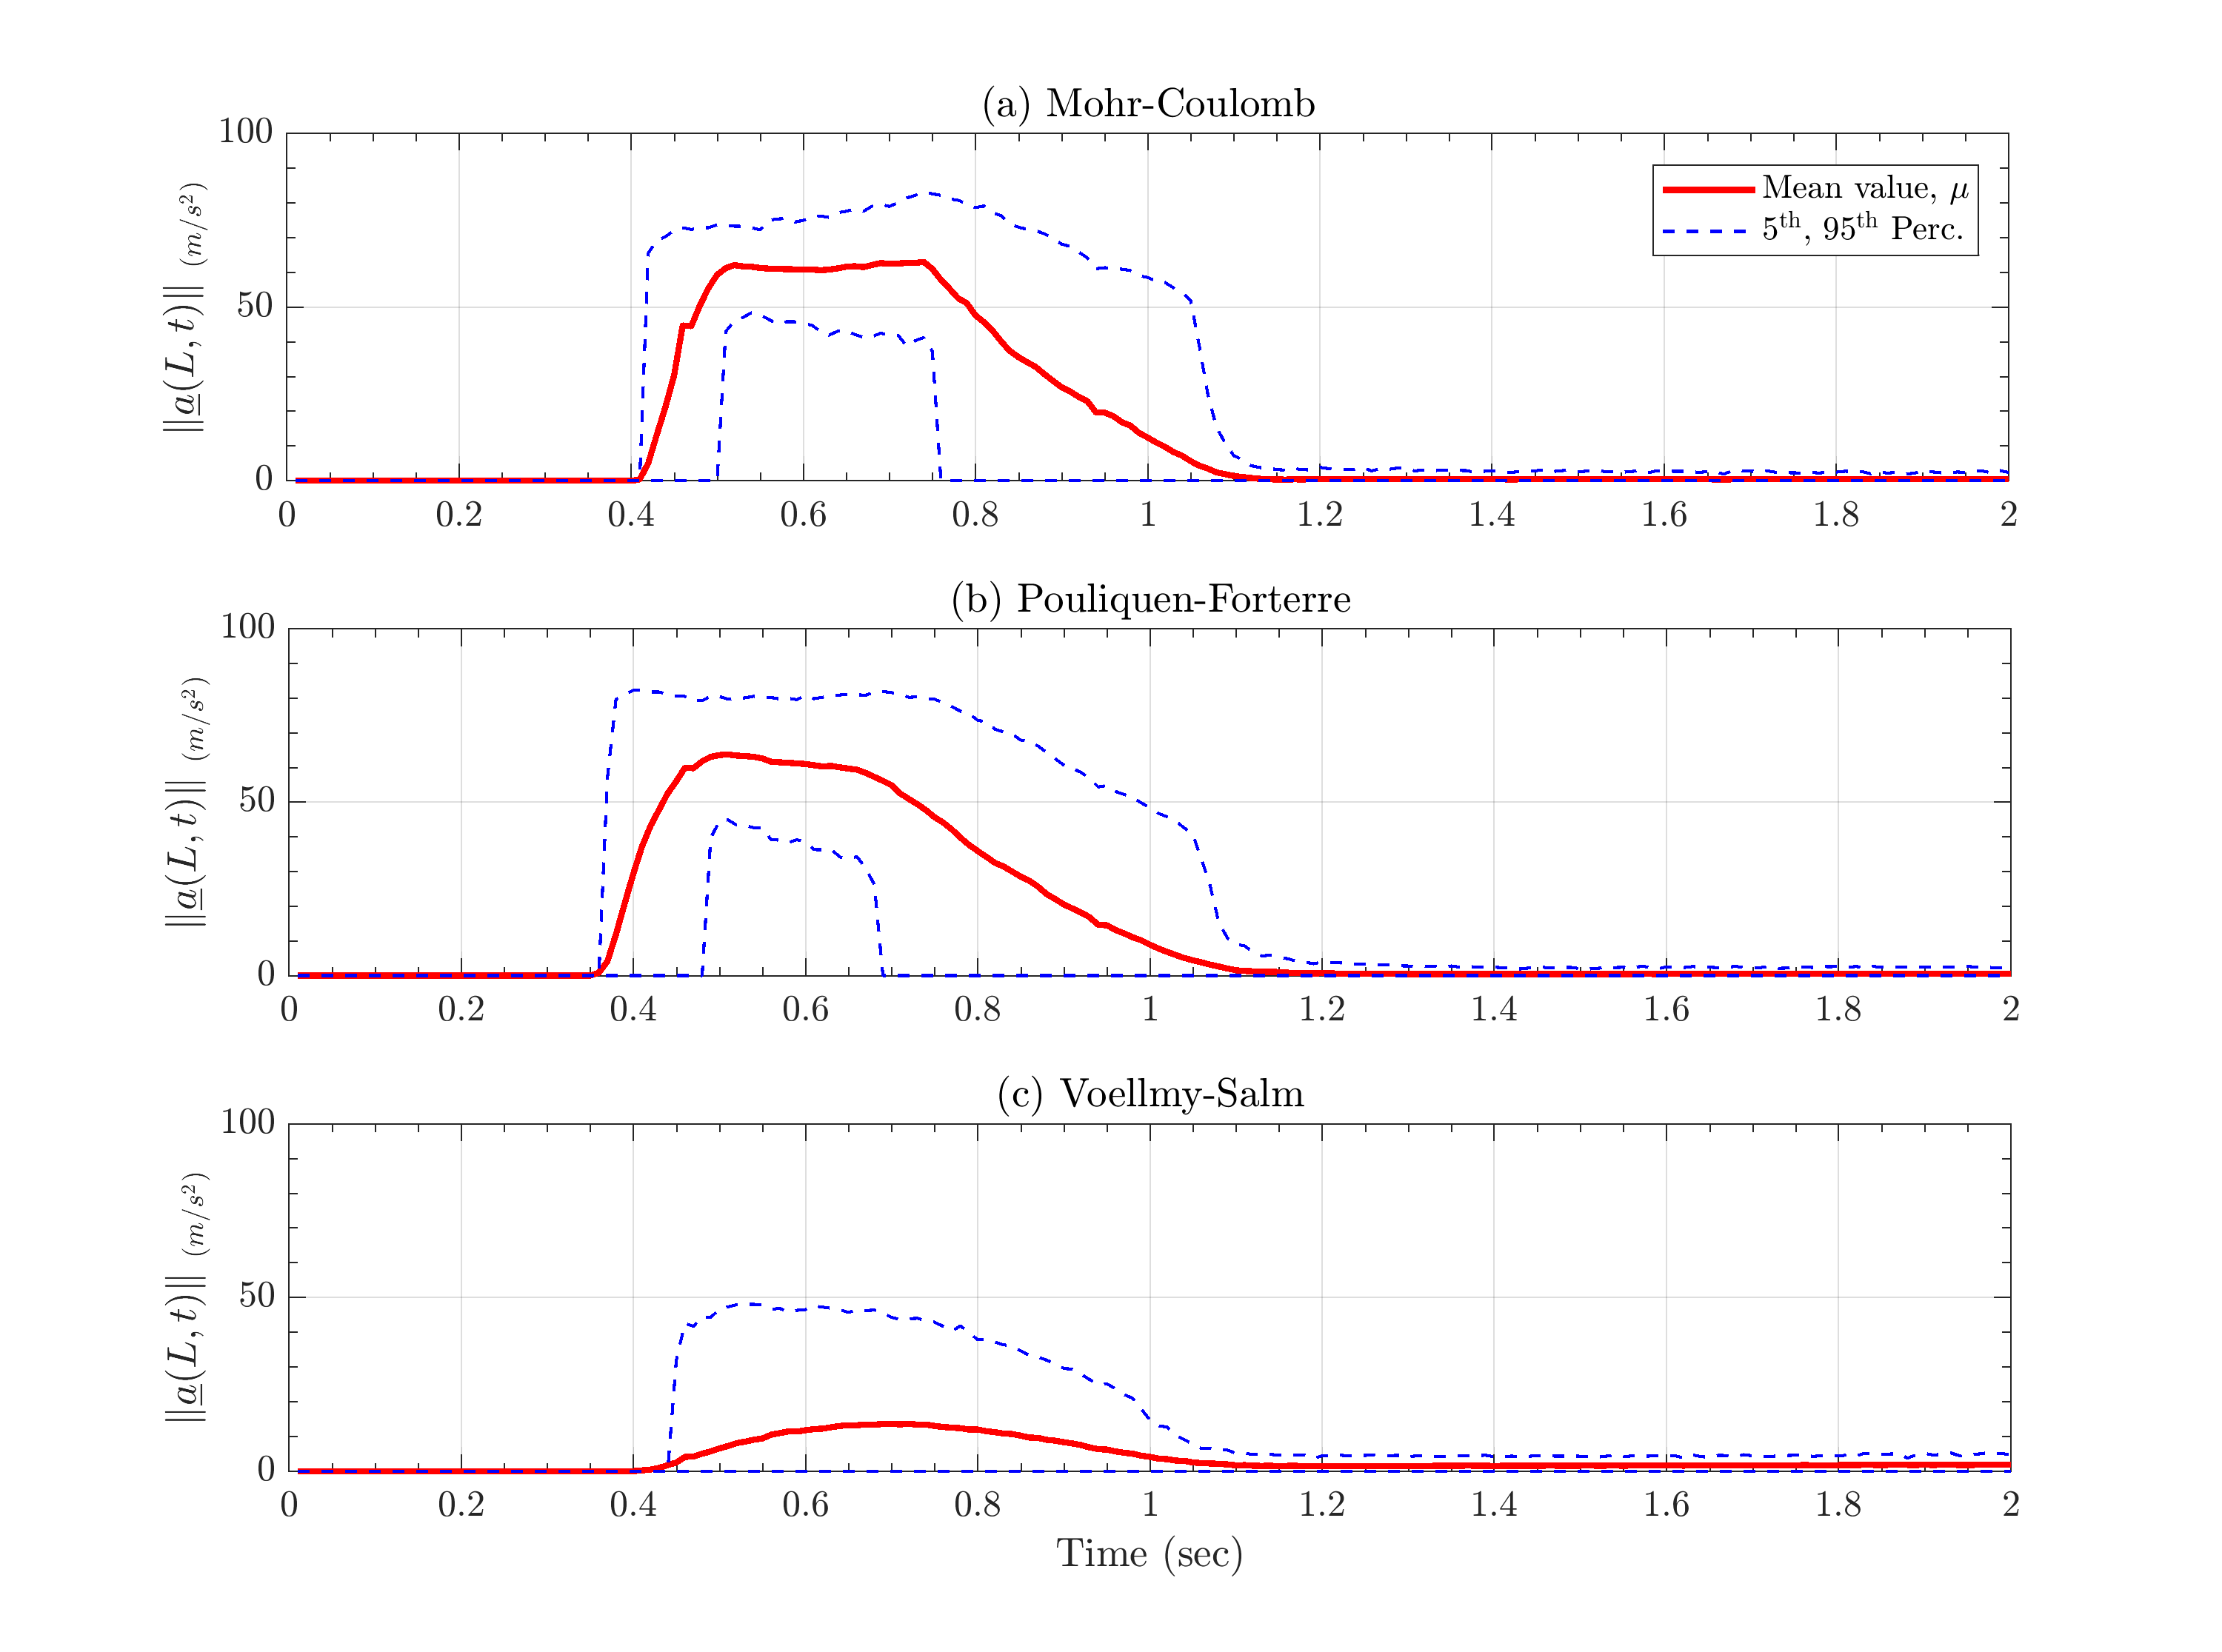 (a) Mohr-Coulomb
||a(L, t)|| (m/s²)
100
50
0
Mean value, μ
5th, 95th Perc.
0 0.2 0.4 0.6 0.8 1 1.2 1.4 1.6 1.8 2
(b) Pouliquen-Forterre
||a(L, t)|| (m/s²)
100
50
0
0 0.2 0.4 0.6 0.8 1 1.2 1.4 1.6 1.8 2
(c) Voellmy-Salm
||a(L, t)|| (m/s²)
100
50
0
0 0.2 0.4 0.6 0.8 1 1.2 1.4 1.6 1.8 2
Time (sec)